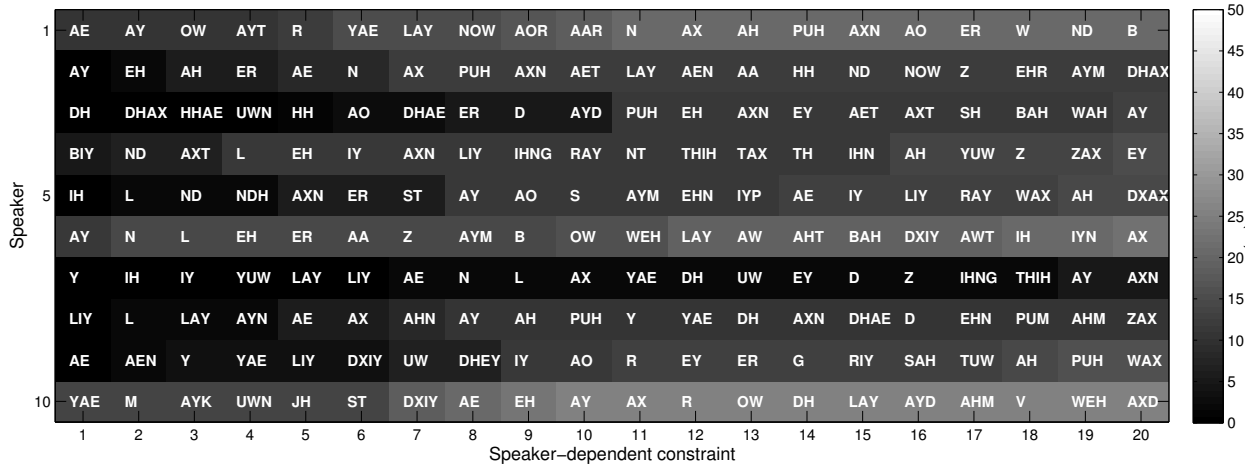 1 AE AY OW AYT R YAE LAY NOW AOR AAR N AX AH PUH AXN AO ER W ND B
AY EH AH ER AE N AX PUH AXN AET LAY AEN AA HH ND NOW Z EHR AYM DHAX
DH DHAX HHAE UWN HH AO DHAE ER D AYD PUH EH AXN EY AET AXT SH BAH WAH AY
BIY ND AXT L EH IY AXN LIY IHNG RAY NT THIH TAX TH IHN AH YUW Z ZAX EY
5 IH L ND NDH AXN ER ST AY AO S AYM EHN IYP AE IY LIY RAY WAX AH DXAX
AY N L EH ER AA Z AYM B OW WEH LAY AW AHT BAH DXIY AWT IH IYN AX
Y IH IY YUW LAY LIY AE N L AX YAE DH UW EY D Z IHNG THIH AY AXN
LIY L LAY AYN AE AX AHN AY AH PUH Y YAE DH AXN DHAE D EHN PUM AHM ZAX
AE AEN Y YAE LIY DXIY UW DHEY IY AO R EY ER G RIY SAH TUW AH PUH WAX
10 YAE M AYK UWN JH ST DXIY AE EH AY AX R OW DH LAY AYD AHM V WEH AXD
1 2 3 4 5 6 7 8 9 10 11 12 13 14 15 16 17 18 19 20
Speaker-dependent constraint
Speaker
50
45
40
35
30
25
20
15
10
5
0